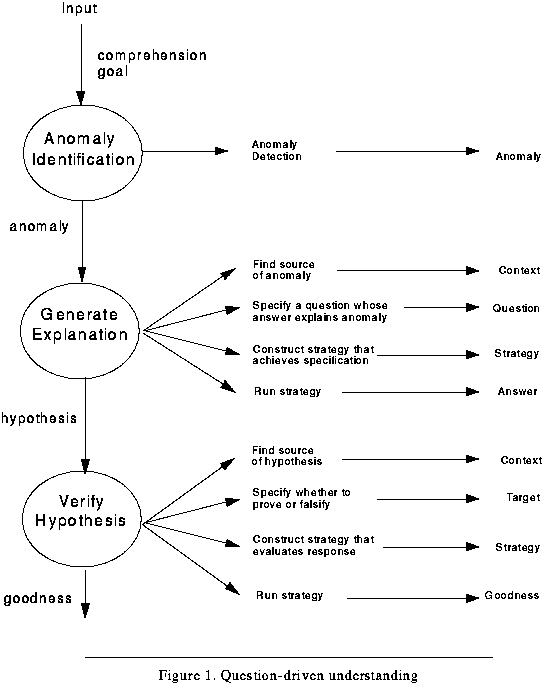 Input
comprehension
goal
Anomaly
Identification
Anomaly
Detection
Anomaly
anomaly
Generate
Explanation
Find source
of anomaly
Context
Specify a question whose
answer explains anomaly
Question
Construct strategy that
achieves specification
Strategy
Run strategy
Answer
hypothesis
Verify
Hypothesis
Find source
of hypothesis
Context
Specify whether to
prove or falsify
Target
Construct strategy that
evaluates response
Strategy
Run strategy
Goodness
goodness
Figure 1. Question-driven understanding